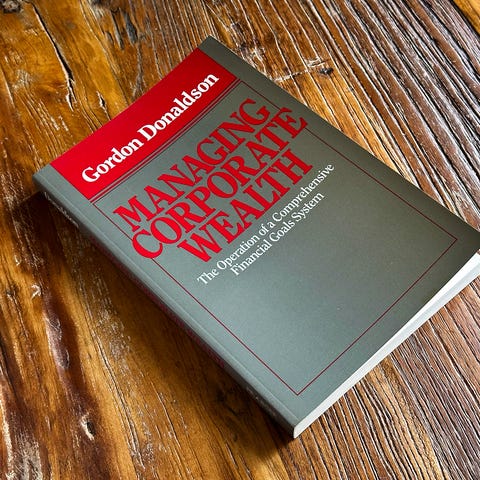 Gordon Donaldson
MANAGING
CORPORATE
WEALTH
The Operation of a Comprehensive
Financial Goals System